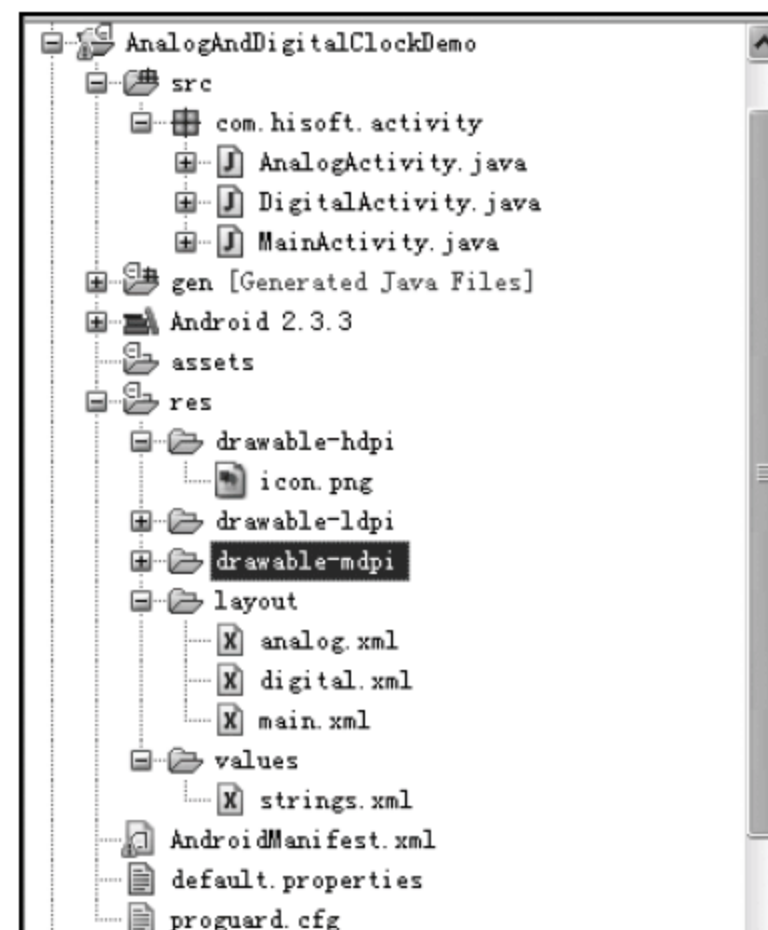 AnalogAndDigitalClockDemo
src
com.hisoft.activity
AnalogActivity.java
DigitalActivity.java
MainActivity.java
gen [Generated Java Files]
Android 2.3.3
assets
res
drawable-hdpi
icon.png
drawable-ldpi
drawable-mdpi
layout
analog.xml
digital.xml
main.xml
values
strings.xml
AndroidManifest.xml
default.properties
proguard.cfg